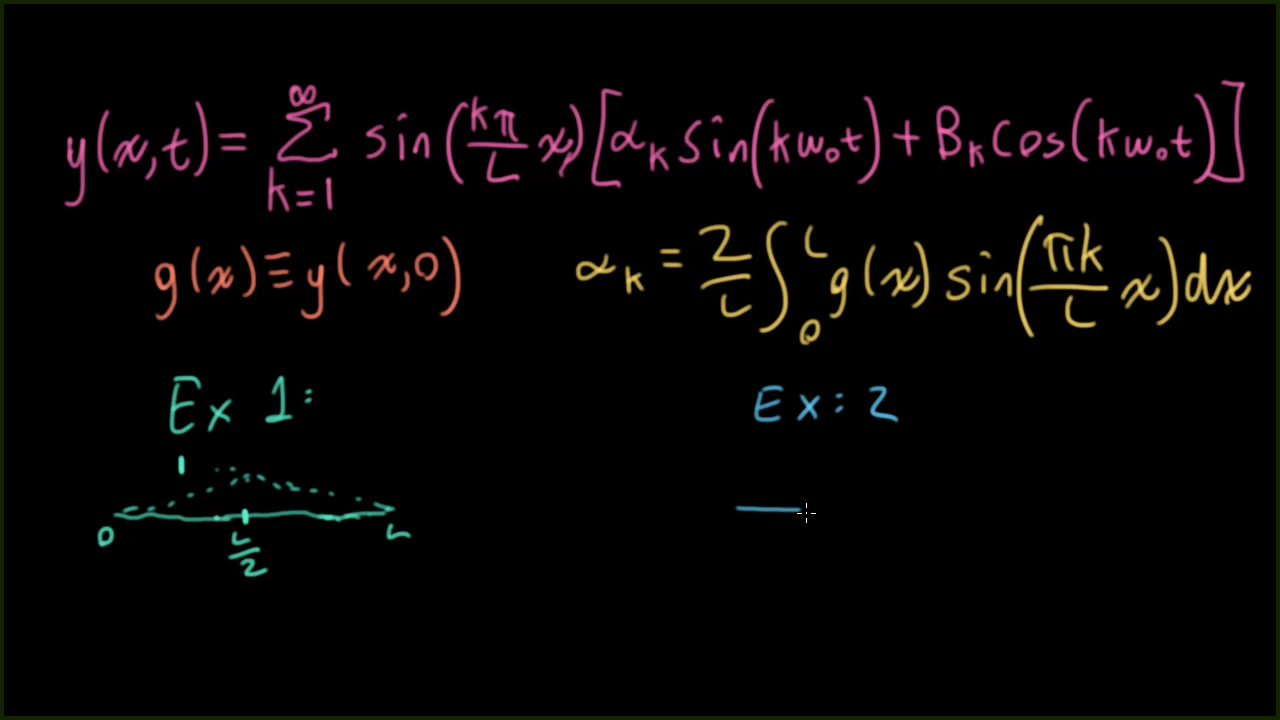 y(x,t) = ∞ ∑ k=1 sin(kπ/L x)[α_k sin(kω₀t) + B_k cos(kω₀t)]
g(x) ≡ y(x,0)
α_k = 2/L ∫₀ᴸ g(x) sin(πk/L x)dx
Ex 1:
Ex: 2
1
0
L/2
L